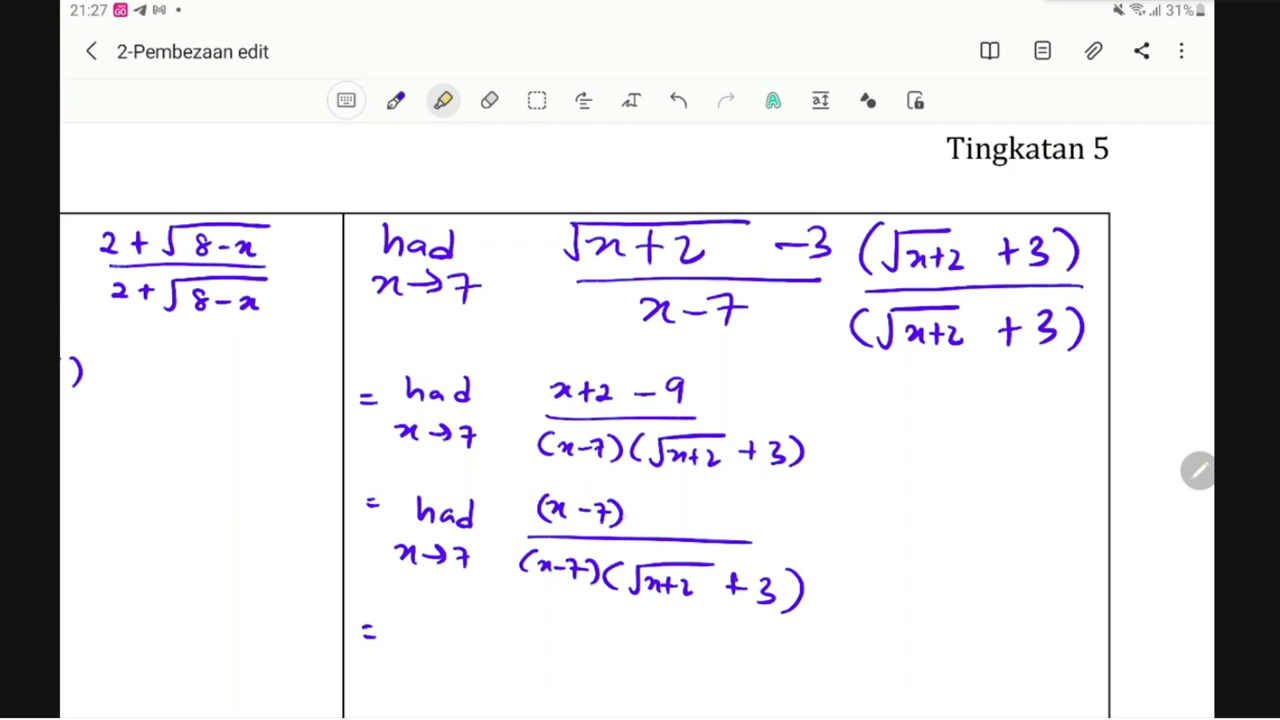 21:27 GO 31%
2-Pembezaan edit
Tingkatan 5
2 + √8-x
2 + √8-x
)
had √x+2 -3 (√x+2 +3)
x→7 x-7 (√x+2 +3)
= had x+2 -9
x→7 (x-7)(√x+2 +3)
= had (x-7)
x→7 (x-7)(√x+2 +3)
=